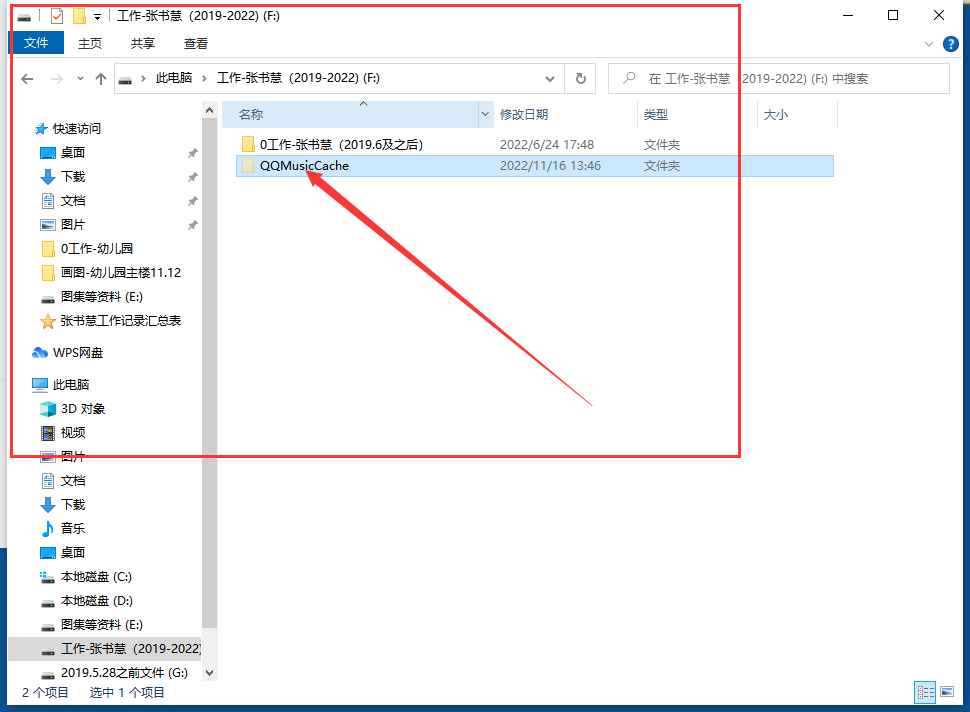 工作-张书慧（2019-2022) (F:)
文件 主页 共享 查看
此电脑 工作-张书慧（2019-2022) (F:)
在 工作-张书慧（2019-2022) (F:) 中搜索
名称 修改日期 类型 大小
0工作-张书慧（2019.6及之后） 2022/6/24 17:48 文件夹
QQMusicCache 2022/11/16 13:46 文件夹
快速访问
桌面
下载
文档
图片
0工作-幼儿园
画图-幼儿园主楼11.12
图集等资料 (E:)
张书慧工作记录汇总表
WPS网盘
此电脑
3D 对象
视频
图片
文档
下载
音乐
桌面
本地磁盘 (C:)
本地磁盘 (D:)
图集等资料 (E:)
工作-张书慧（2019-2022)
2019.5.28之前文件 (G:)
2 个项目 选中 1 个项目